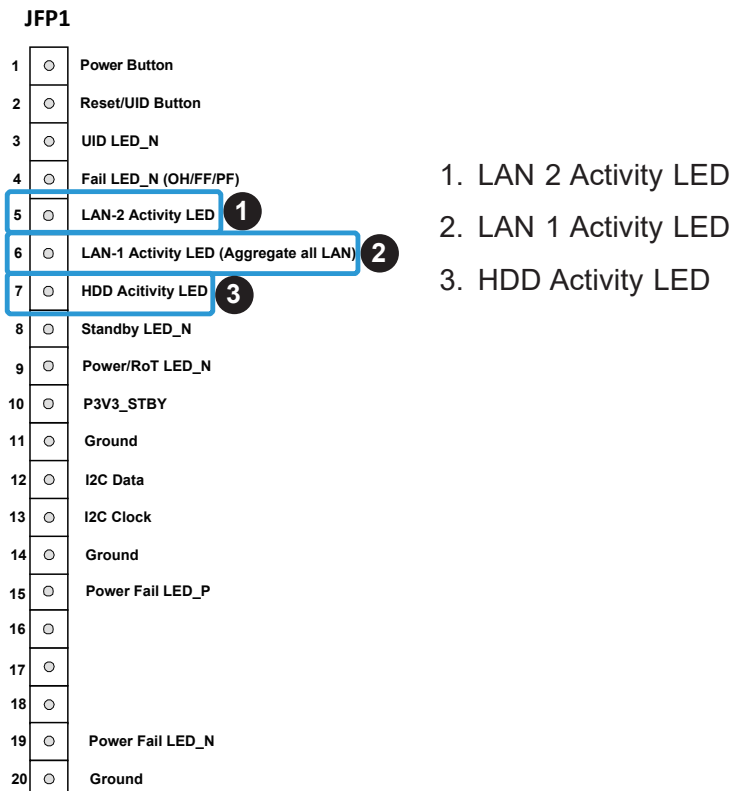 JFP1
1 Power Button
2 Reset/UID Button
3 UID LED_N
4 Fail LED_N (OH/FF/PF)
5 LAN-2 Activity LED 1
6 LAN-1 Activity LED (Aggregate all LAN) 2
7 HDD Acitivity LED 3
8 Standby LED_N
9 Power/RoT LED_N
10 P3V3_STBY
11 Ground
12 I2C Data
13 I2C Clock
14 Ground
15 Power Fail LED_P
16
17
18
19 Power Fail LED_N
20 Ground
1. LAN 2 Activity LED
2. LAN 1 Activity LED
3. HDD Activity LED